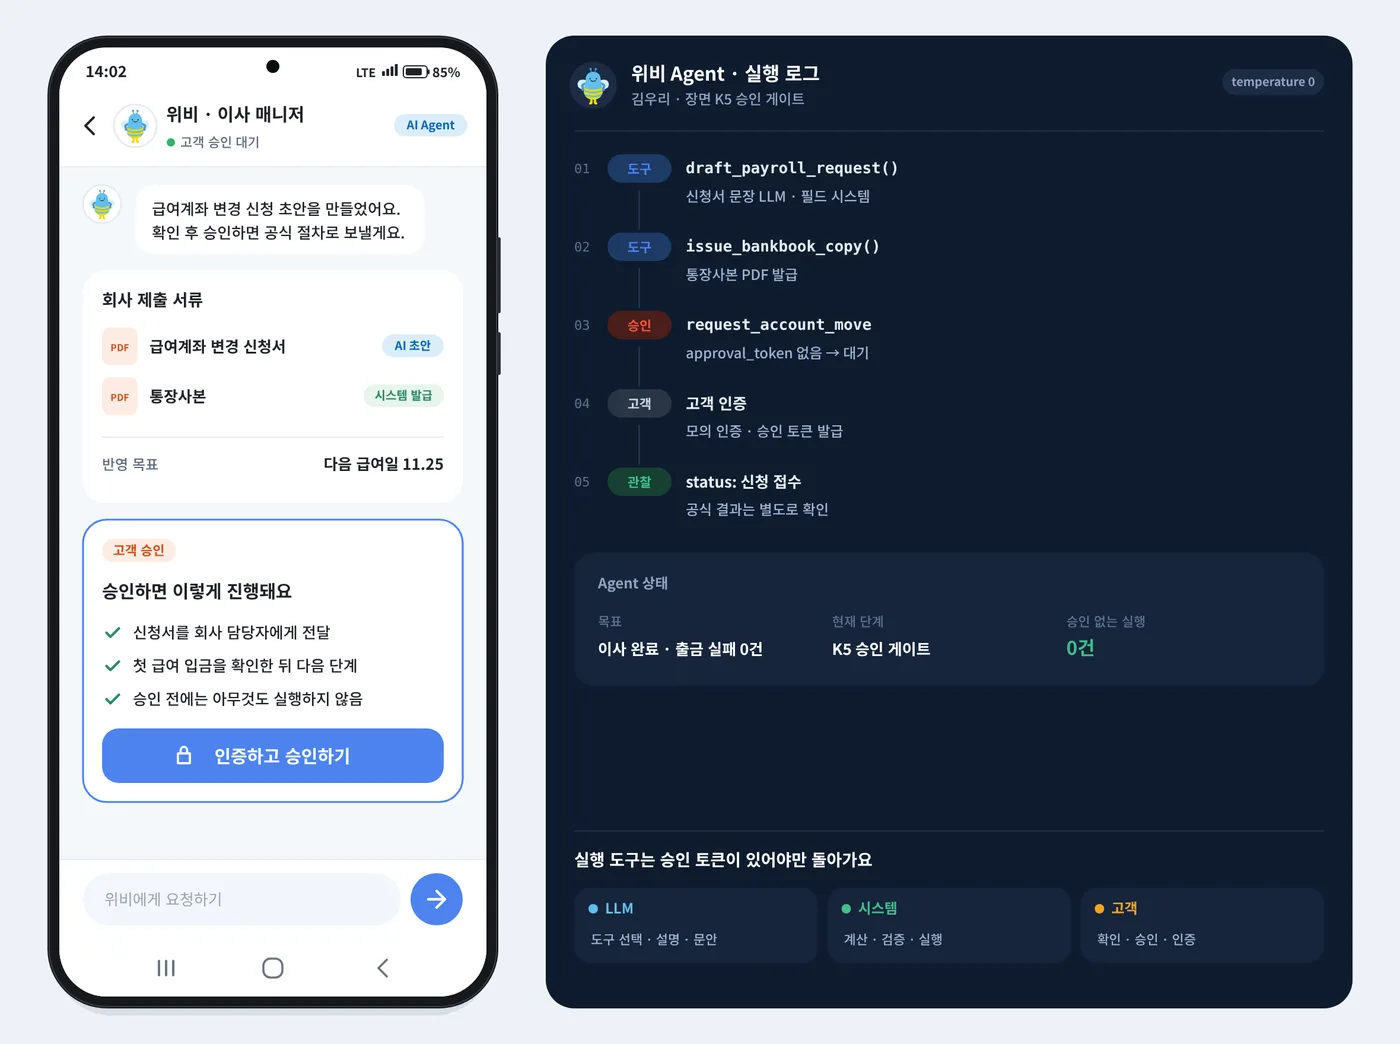 14:02
LTE 85%
위비 · 이사 매니저
고객 승인 대기
AI Agent
급여계좌 변경 신청 초안을 만들었어요.
확인 후 승인하면 공식 절차로 보낼게요.
회사 제출 서류
PDF 급여계좌 변경 신청서 AI 초안
PDF 통장사본 시스템 발급
반영 목표 다음 급여일 11.25
고객 승인
승인하면 이렇게 진행돼요
신청서를 회사 담당자에게 전달
첫 급여 입금을 확인한 뒤 다음 단계
승인 전에는 아무것도 실행하지 않음
인증하고 승인하기
위비에게 요청하기
위비 Agent · 실행 로그
김우리 · 장면 K5 승인 게이트
temperature 0
01 도구 draft_payroll_request()
신청서 문장 LLM · 필드 시스템
02 도구 issue_bankbook_copy()
통장사본 PDF 발급
03 승인 request_account_move
approval_token 없음 → 대기
04 고객 고객 인증
모의 인증 · 승인 토큰 발급
05 관찰 status: 신청 접수
공식 결과는 별도로 확인
Agent 상태
목표 현재 단계 승인 없는 실행
이사 완료 · 출금 실패 0건 K5 승인 게이트 0건
실행 도구는 승인 토큰이 있어야만 돌아가요
LLM
도구 선택 · 설명 · 문안
시스템
계산 · 검증 · 실행
고객
확인 · 승인 · 인증